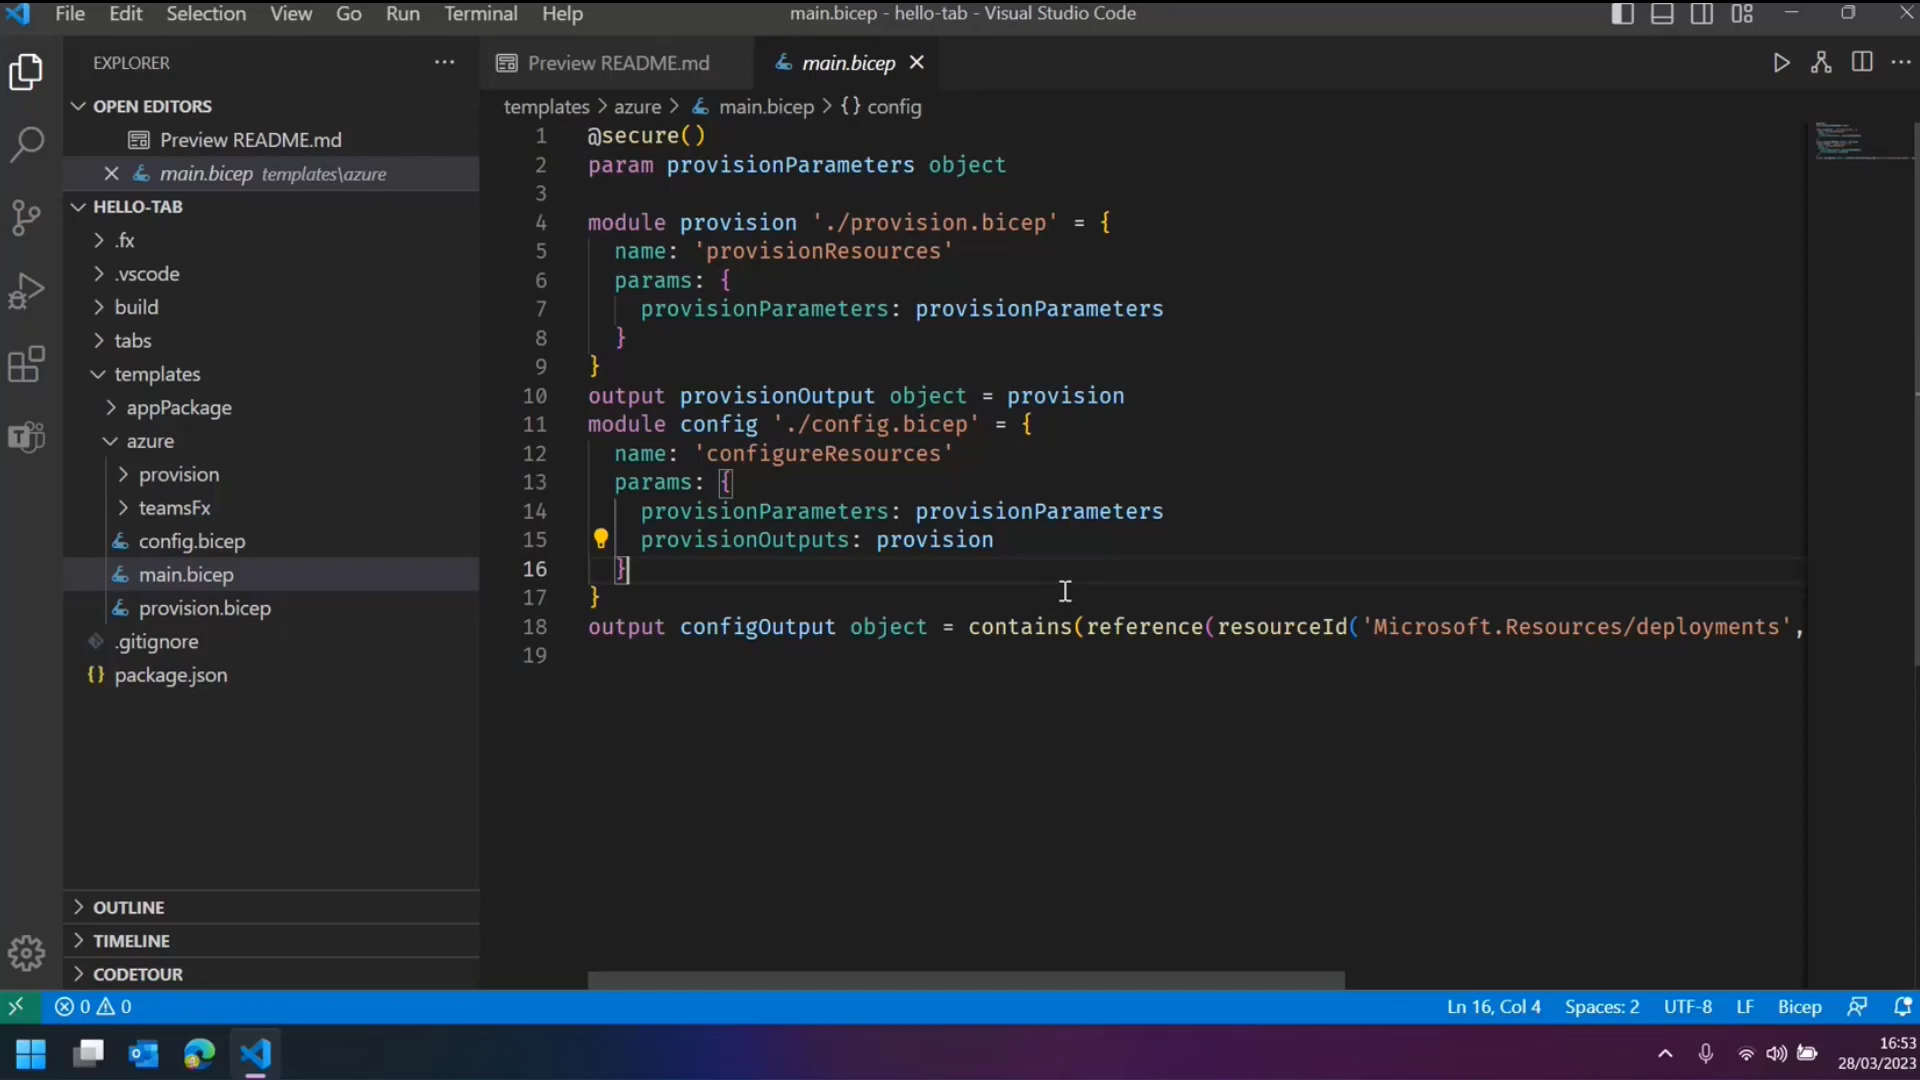 File Edit Selection View Go Run Terminal Help
main.bicep - hello-tab - Visual Studio Code
EXPLORER
OPEN EDITORS
Preview README.md
main.bicep templates\azure
HELLO-TAB
.fx
.vscode
build
tabs
templates
appPackage
azure
provision
teamsFx
config.bicep
main.bicep
provision.bicep
.gitignore
package.json
OUTLINE
TIMELINE
CODETOUR
Preview README.md
main.bicep
templates > azure > main.bicep > {} config
1 @secure()
2 param provisionParameters object
3
4 module provision './provision.bicep' = {
5 name: 'provisionResources'
6 params: {
7 provisionParameters: provisionParameters
8 }
9 }
10 output provisionOutput object = provision
11 module config './config.bicep' = {
12 name: 'configureResources'
13 params: {
14 provisionParameters: provisionParameters
15 provisionOutputs: provision
16 }
17 }
18 output configOutput object = contains(reference(resourceId('Microsoft.Resources/deployments',
19
0 0
Ln 16, Col 4 Spaces: 2 UTF-8 LF Bicep
16:53
28/03/2023